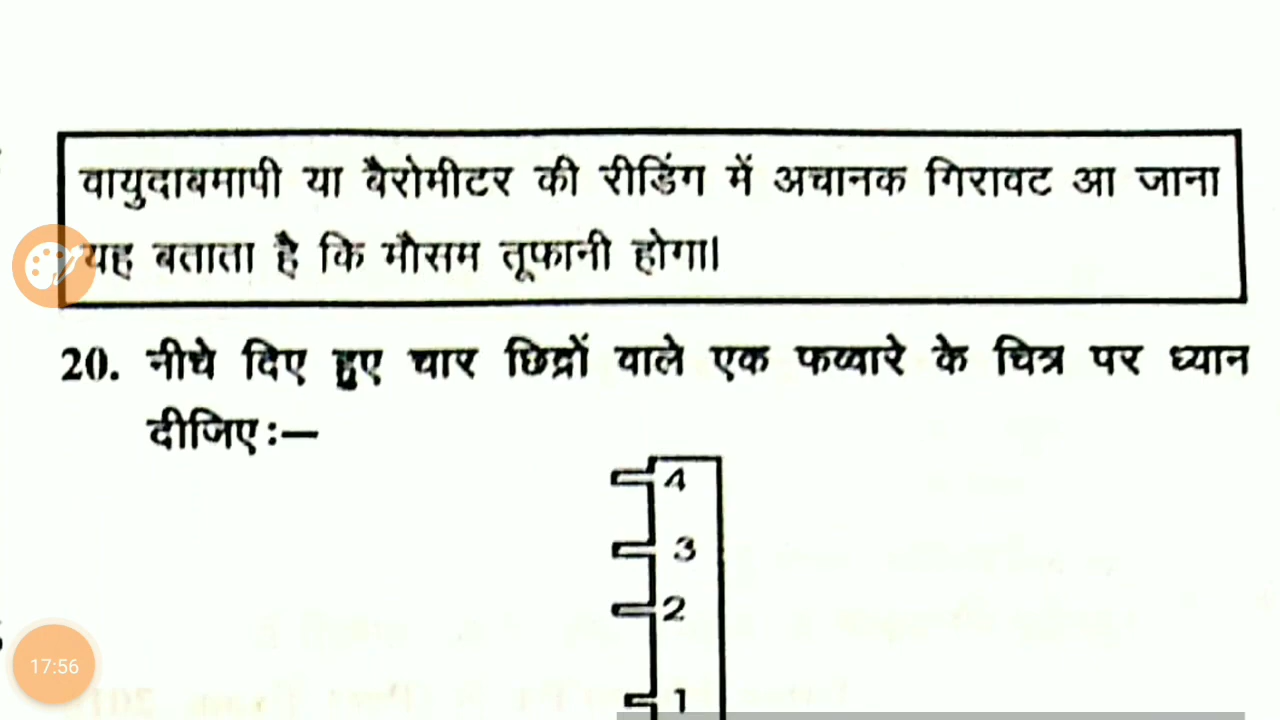 वायुदाबमापी या बैरोमीटर की रीडिंग में अचानक गिरावट आ जाना
यह बताता है कि मौसम तूफानी होगा।
20. नीचे दिए हुए चार छिद्रों वाले एक फव्वारे के चित्र पर ध्यान
दीजिए:—
4
3
2
1
17:56